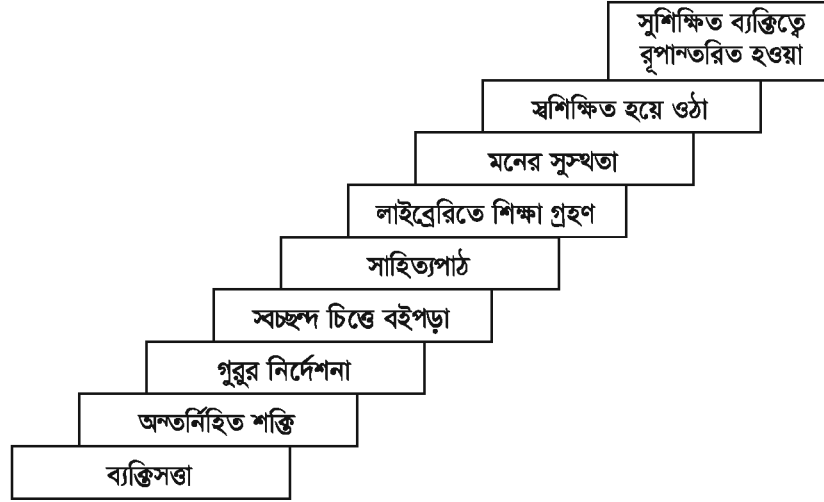 সুশিক্ষিত ব্যক্তিত্বে
রূপান্তরিত হওয়া
স্বশিক্ষিত হয়ে ওঠা
মনের সুস্থতা
লাইব্রেরিতে শিক্ষা গ্রহণ
সাহিত্যপাঠ
স্বচ্ছন্দ চিত্তে বইপড়া
গুরুর নির্দেশনা
অন্তর্নিহিত শক্তি
ব্যক্তিসত্তা